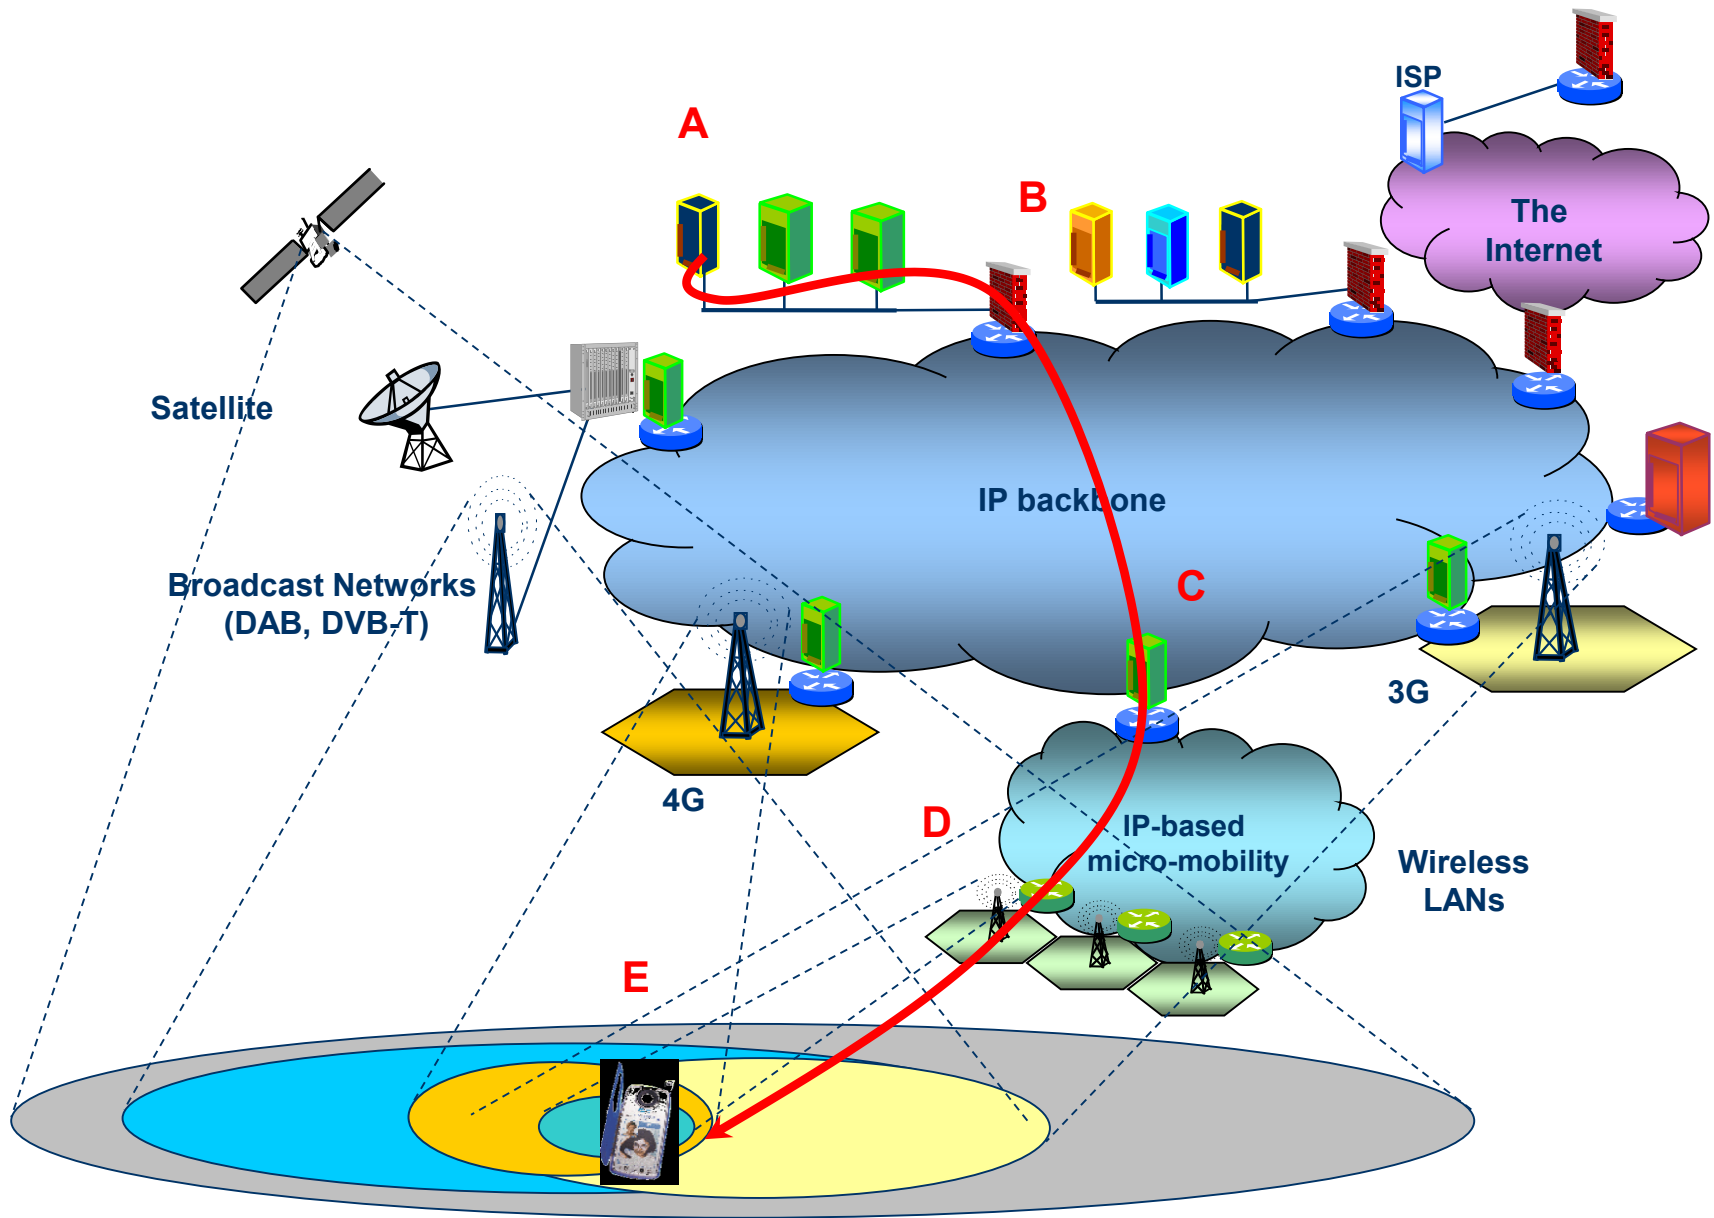 ISP
A
B
The
Internet
Satellite
IP backbone
C
Broadcast Networks
(DAB, DVB-T)
3G
4G
D
IP-based
micro-mobility
Wireless
LANs
E